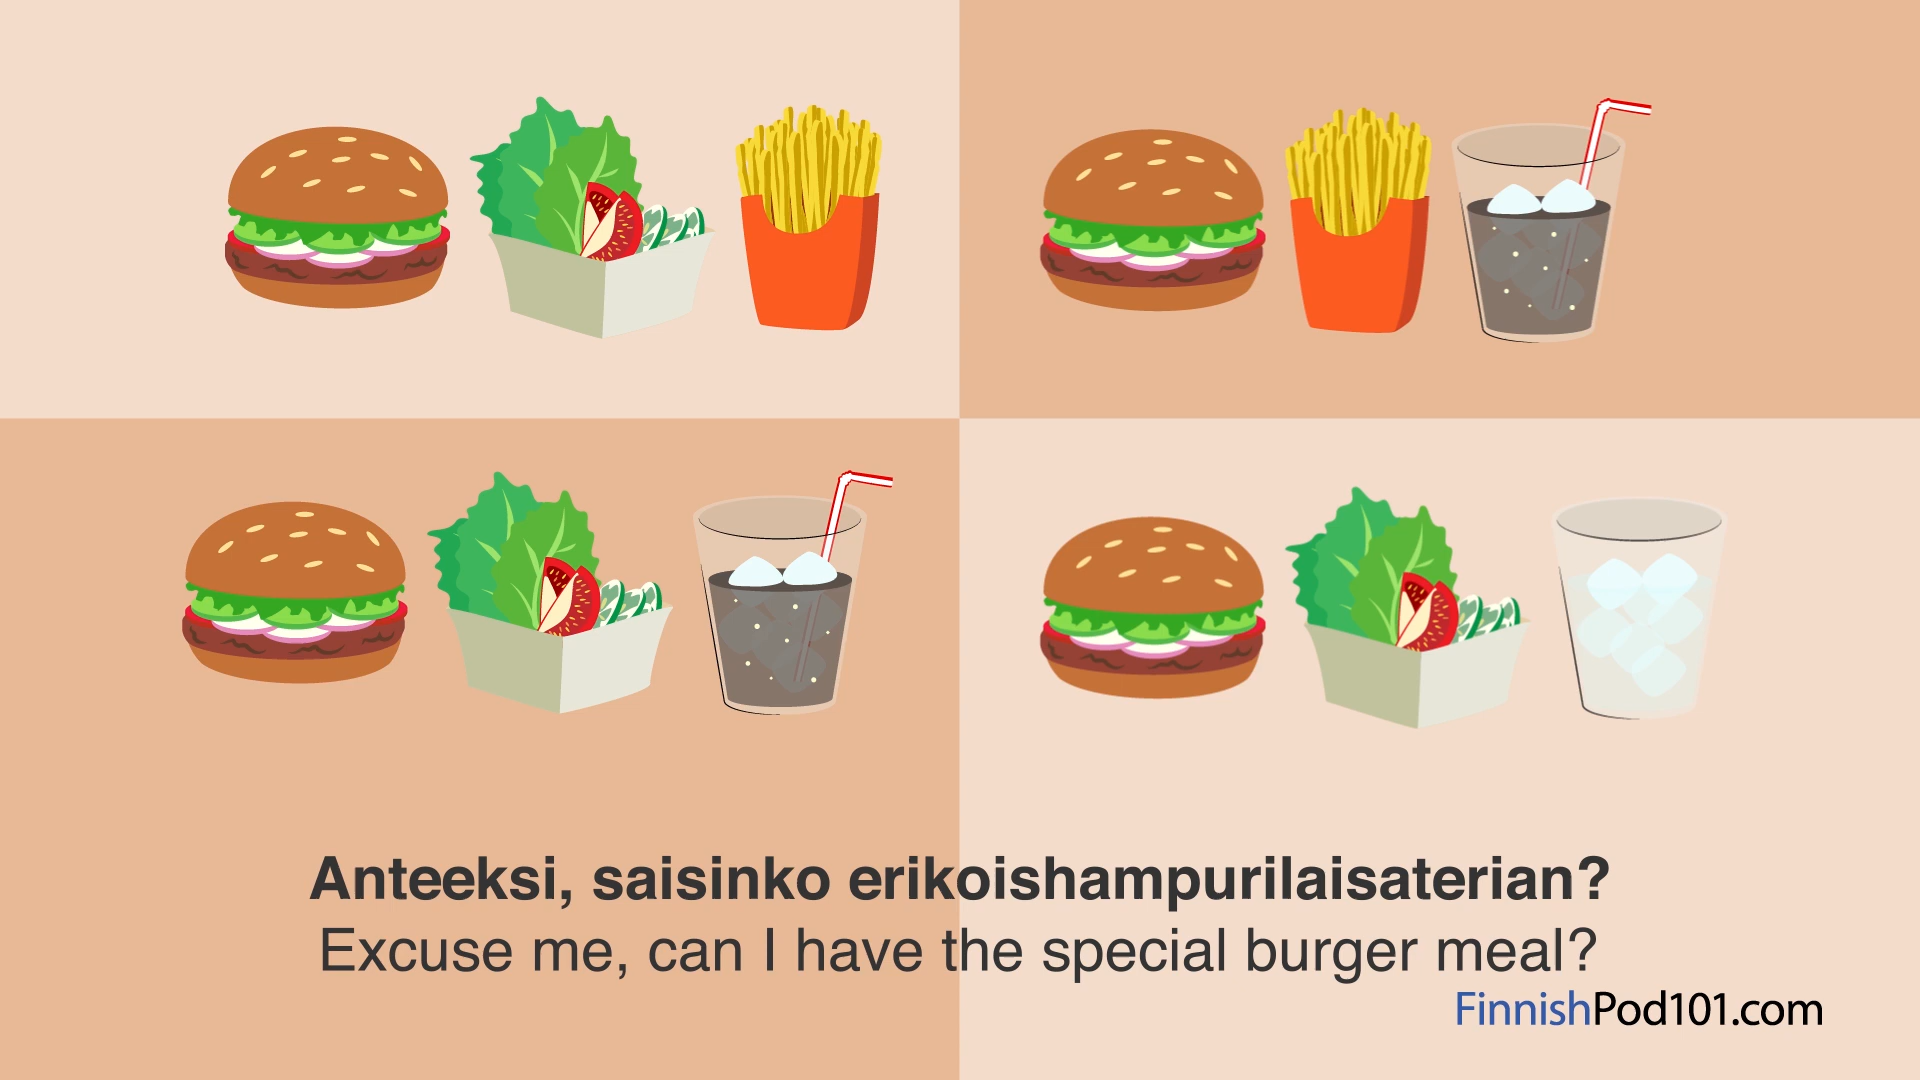 Anteeksi, saisinko erikoishampurilaisaterian?
Excuse me, can I have the special burger meal?
FinnishPod101.com